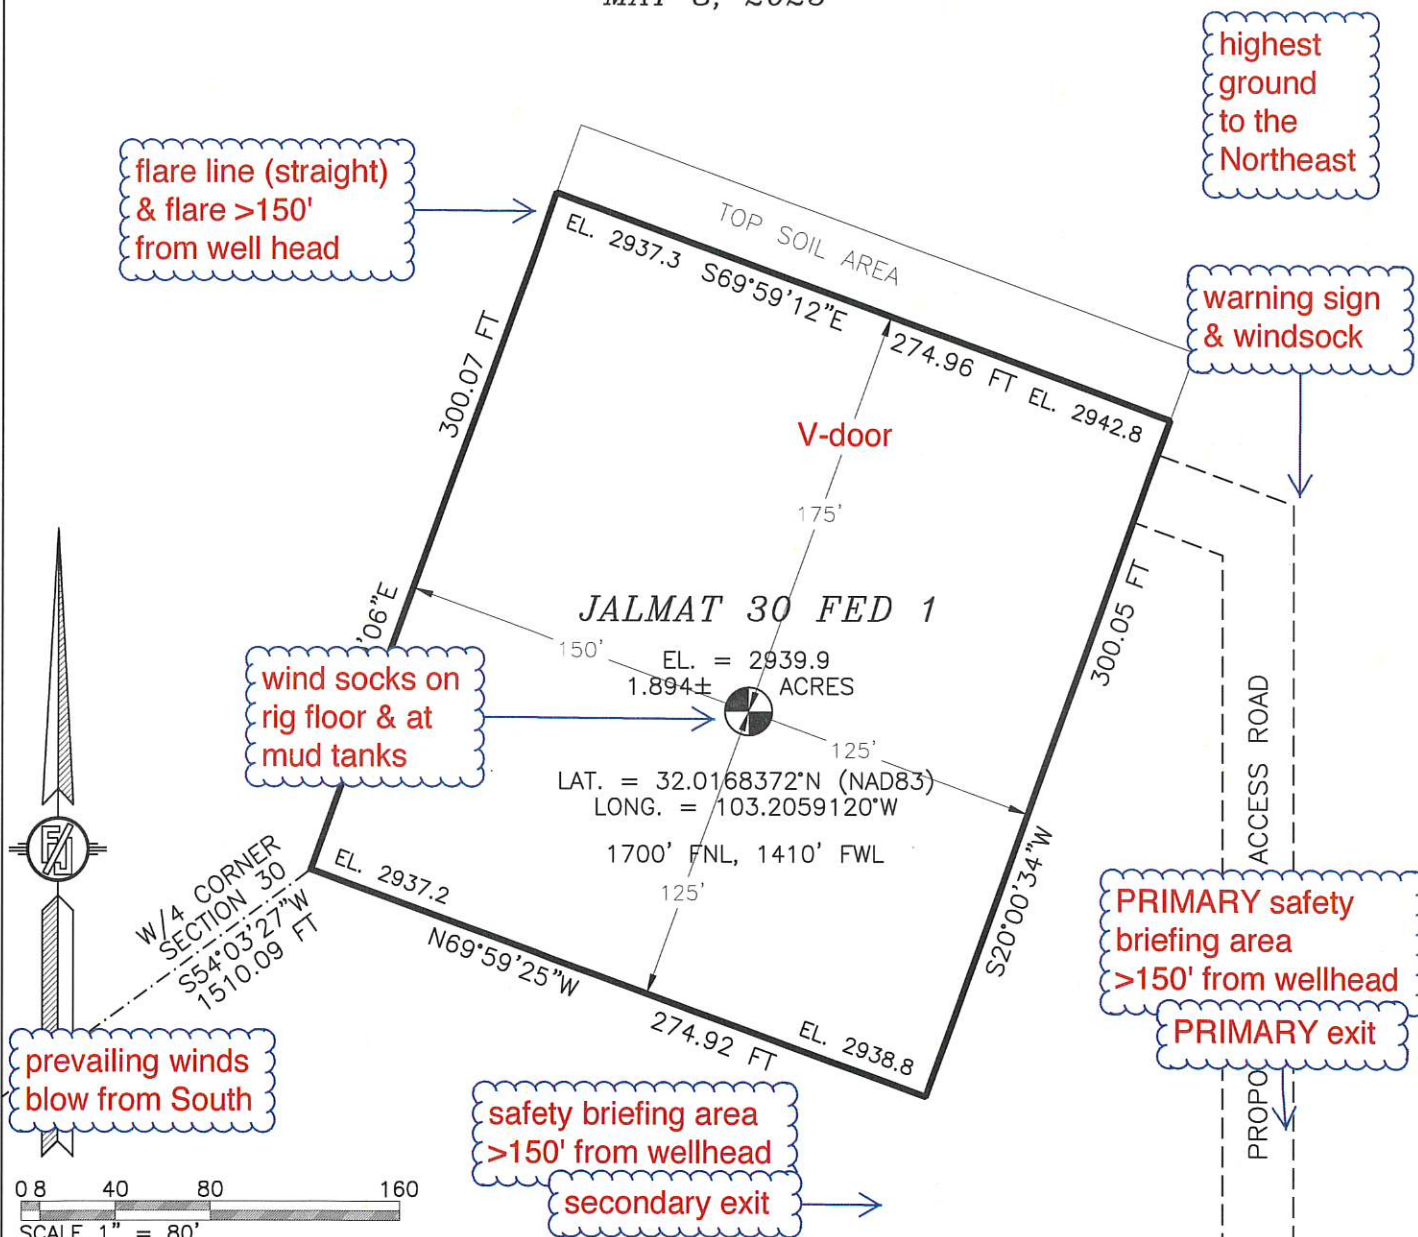 highest
ground
to the
Northeast
flare line (straight)
& flare >150'
from well head
TOP SOIL AREA
EL. 2937.3 S69°59'12"E
274.96 FT EL. 2942.8
warning sign
& windsock
300.07 FT
V-door
175'
'06"E
JALMAT 30 FED 1
150'
EL. = 2939.9
1.894± ACRES
300.05 FT
wind socks on
rig floor & at
mud tanks
125'
LAT. = 32.0168372°N (NAD83)
LONG. = 103.2059120°W
1700' FNL, 1410' FWL
125'
ACCESS ROAD
S20°00'34"W
EL. 2937.2
W/4 CORNER
SECTION 30
S54°03'27"W
1510.09 FT
N69°59'25"W
274.92 FT
EL. 2938.8
PRIMARY safety
briefing area
>150' from wellhead
PRIMARY exit
PROPO
prevailing winds
blow from South
safety briefing area
>150' from wellhead
secondary exit
0 8 40 80 160
SCALE 1" = 80'